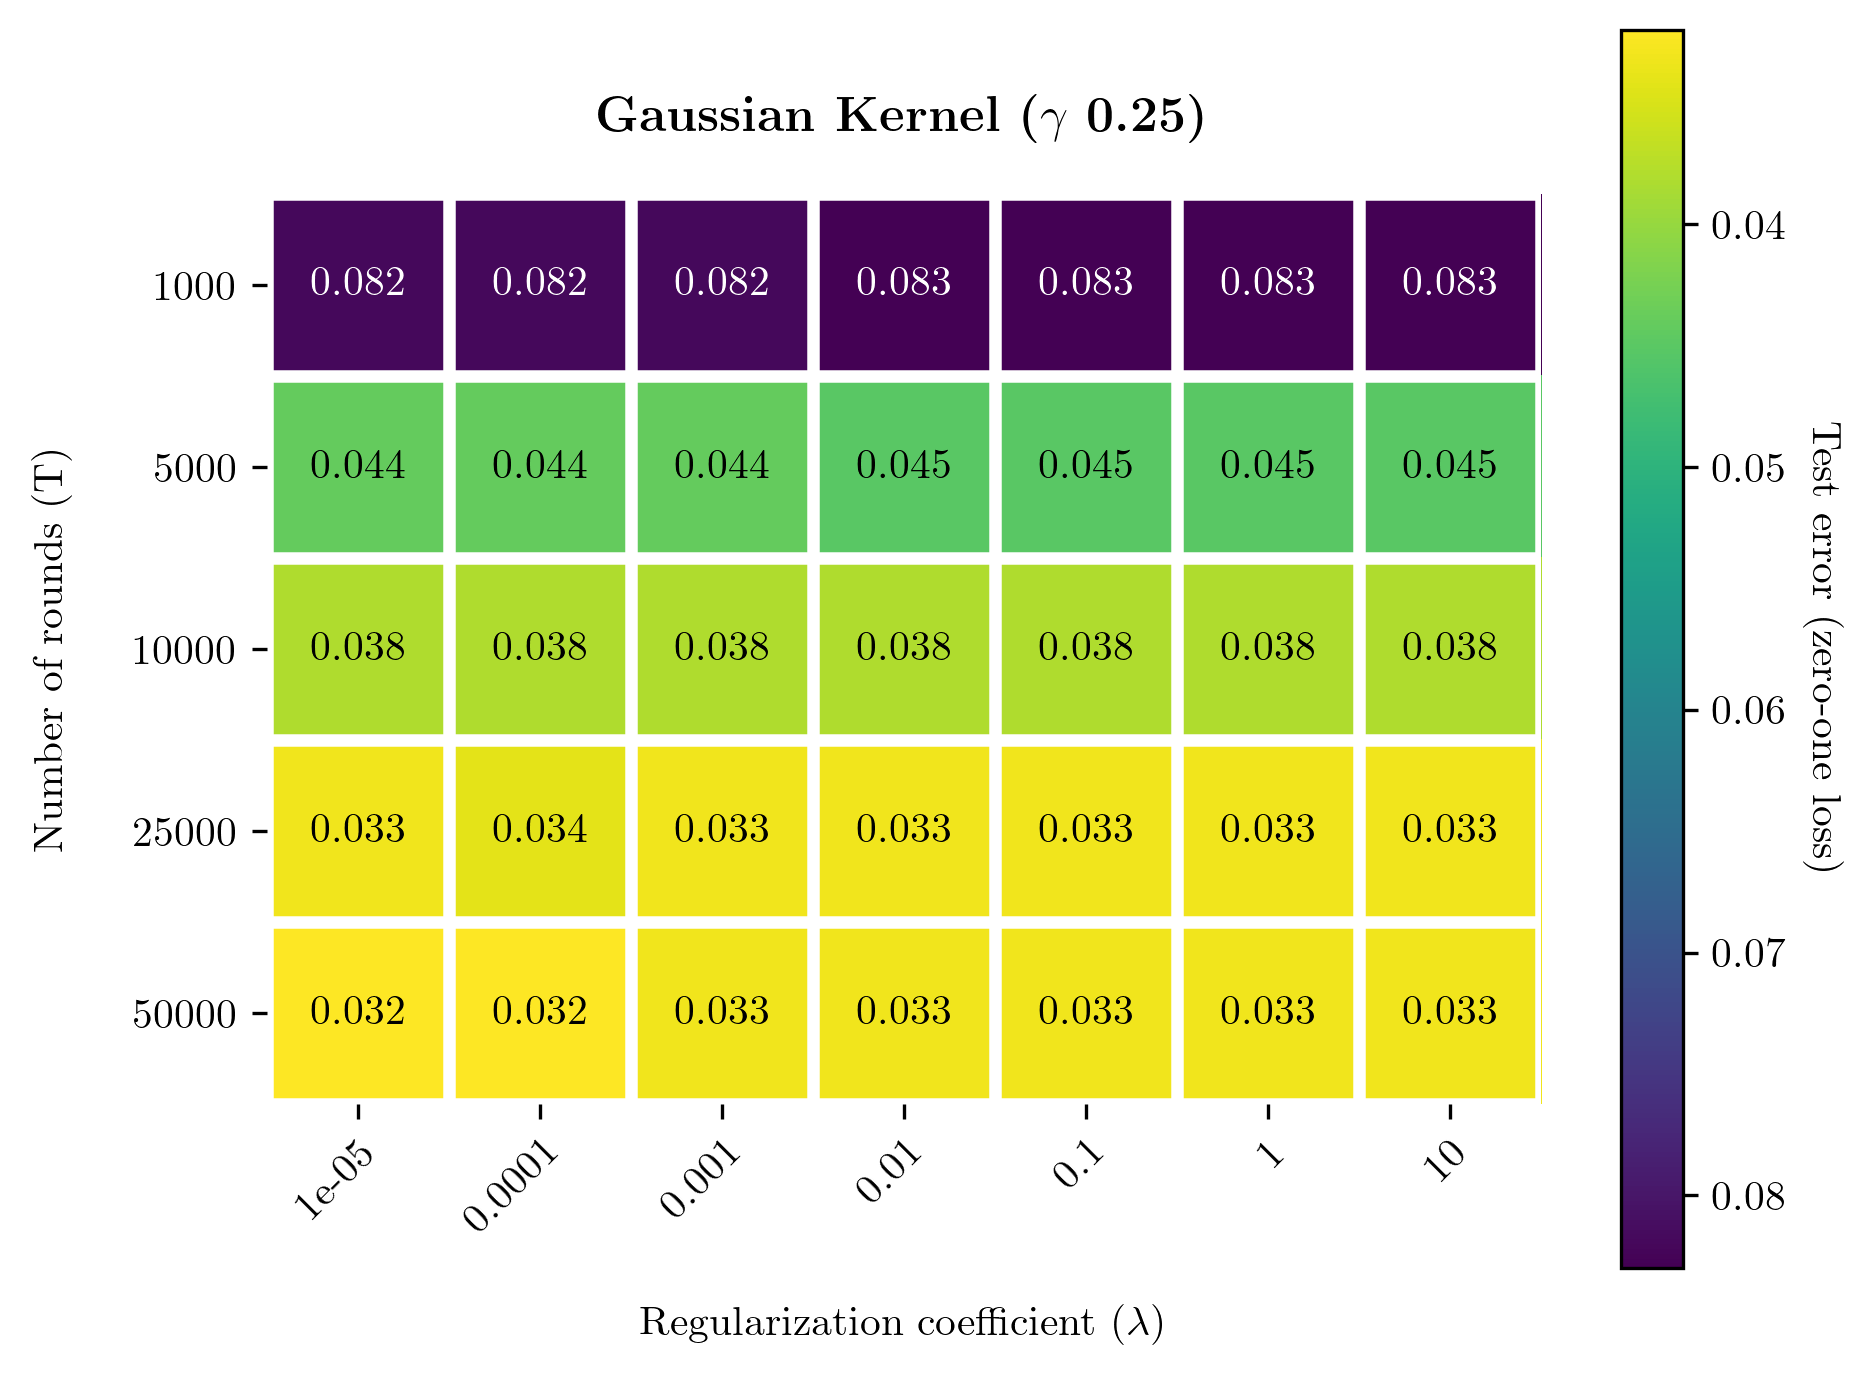 Gaussian Kernel (γ 0.25)
Number of rounds (T)
1000 0.082 0.082 0.082 0.083 0.083 0.083 0.083
5000 0.044 0.044 0.044 0.045 0.045 0.045 0.045
10000 0.038 0.038 0.038 0.038 0.038 0.038 0.038
25000 0.033 0.034 0.033 0.033 0.033 0.033 0.033
50000 0.032 0.032 0.033 0.033 0.033 0.033 0.033
1e-05 0.0001 0.001 0.01 0.1 1 10
Regularization coefficient (λ)
0.04
0.05
0.06
0.07
0.08
Test error (zero-one loss)